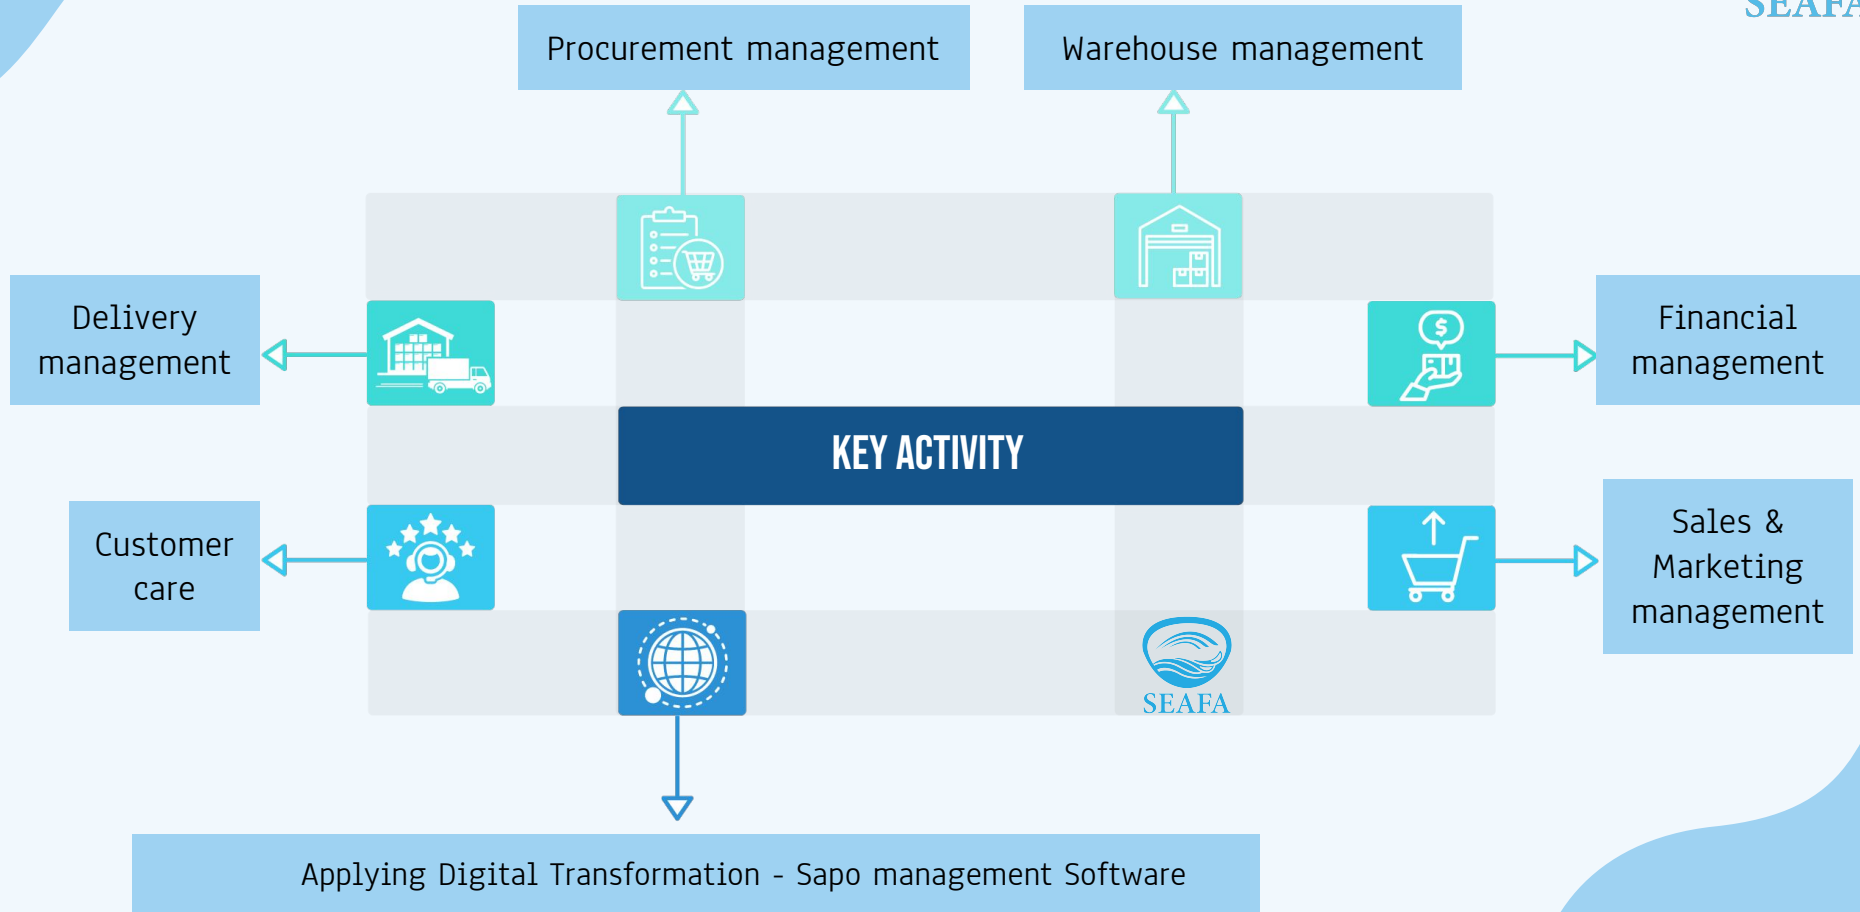 SEAFA
Procurement management
Warehouse management
Delivery
management
Financial
management
$
KEY ACTIVITY
Customer
care
Sales &
Marketing
management
SEAFA
Applying Digital Transformation - Sapo management Software